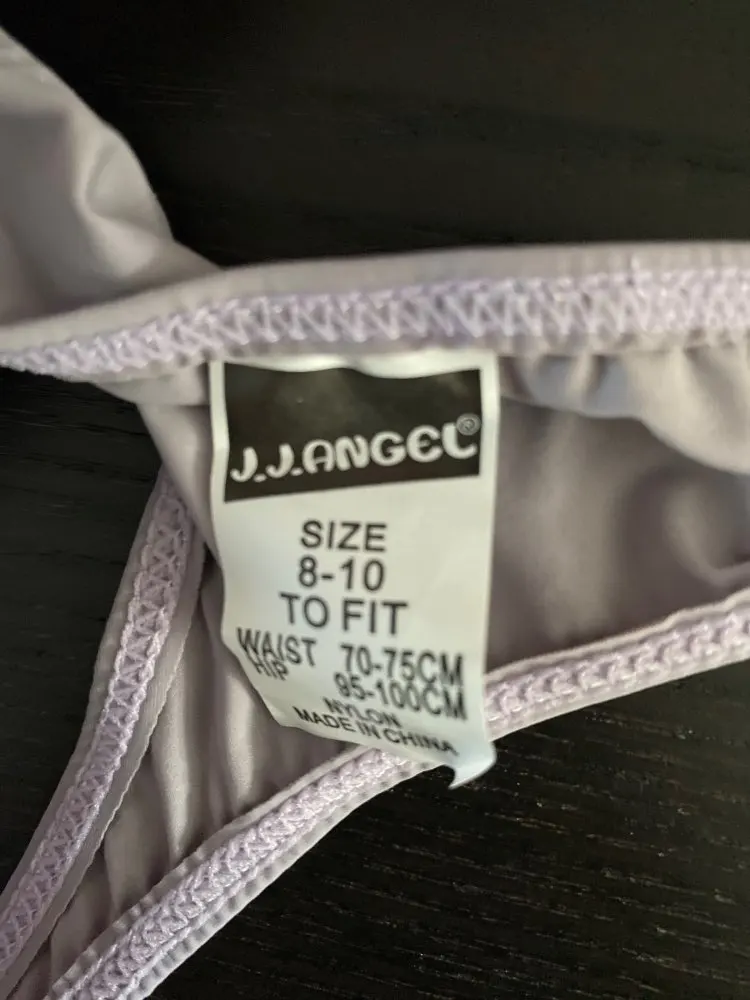 J.J.ANGEL®
SIZE
8-10
TO FIT
WAIST 70-75CM
HIP 95-100CM
NYLON
MADE IN CHINA